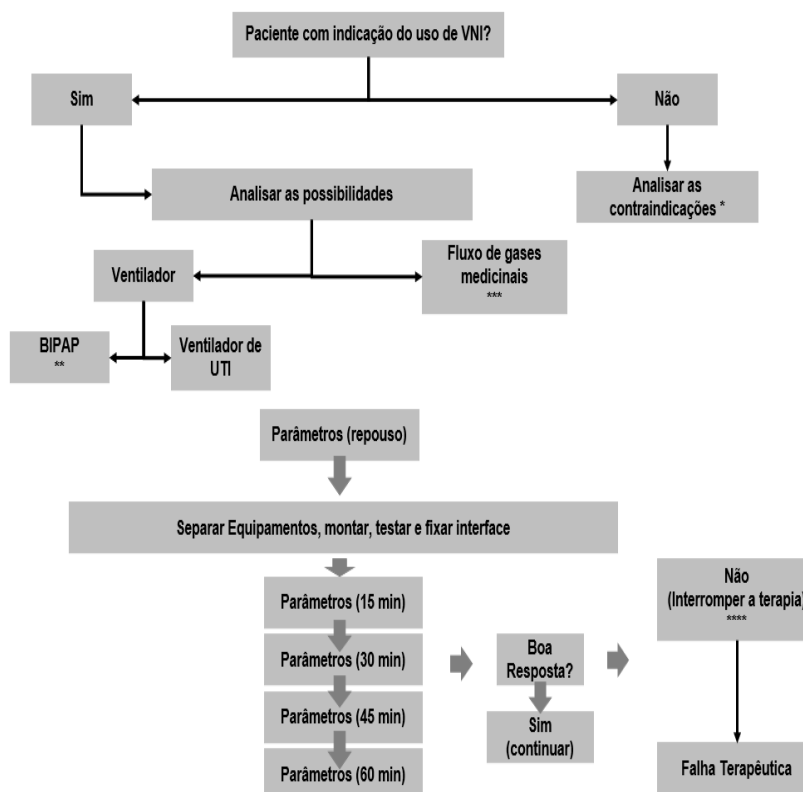 Paciente com indicação do uso de VNI?
Sim
Não
Analisar as possibilidades
Analisar as
contraindicações *
Ventilador
Fluxo de gases
medicinais
***
BIPAP
**
Ventilador de
UTI
Parâmetros (repouso)
Separar Equipamentos, montar, testar e fixar interface
Parâmetros (15 min)
Parâmetros (30 min)
Parâmetros (45 min)
Parâmetros (60 min)
Boa
Resposta?
Sim
(continuar)
Não
(Interromper a terapia)
****
Falha Terapêutica